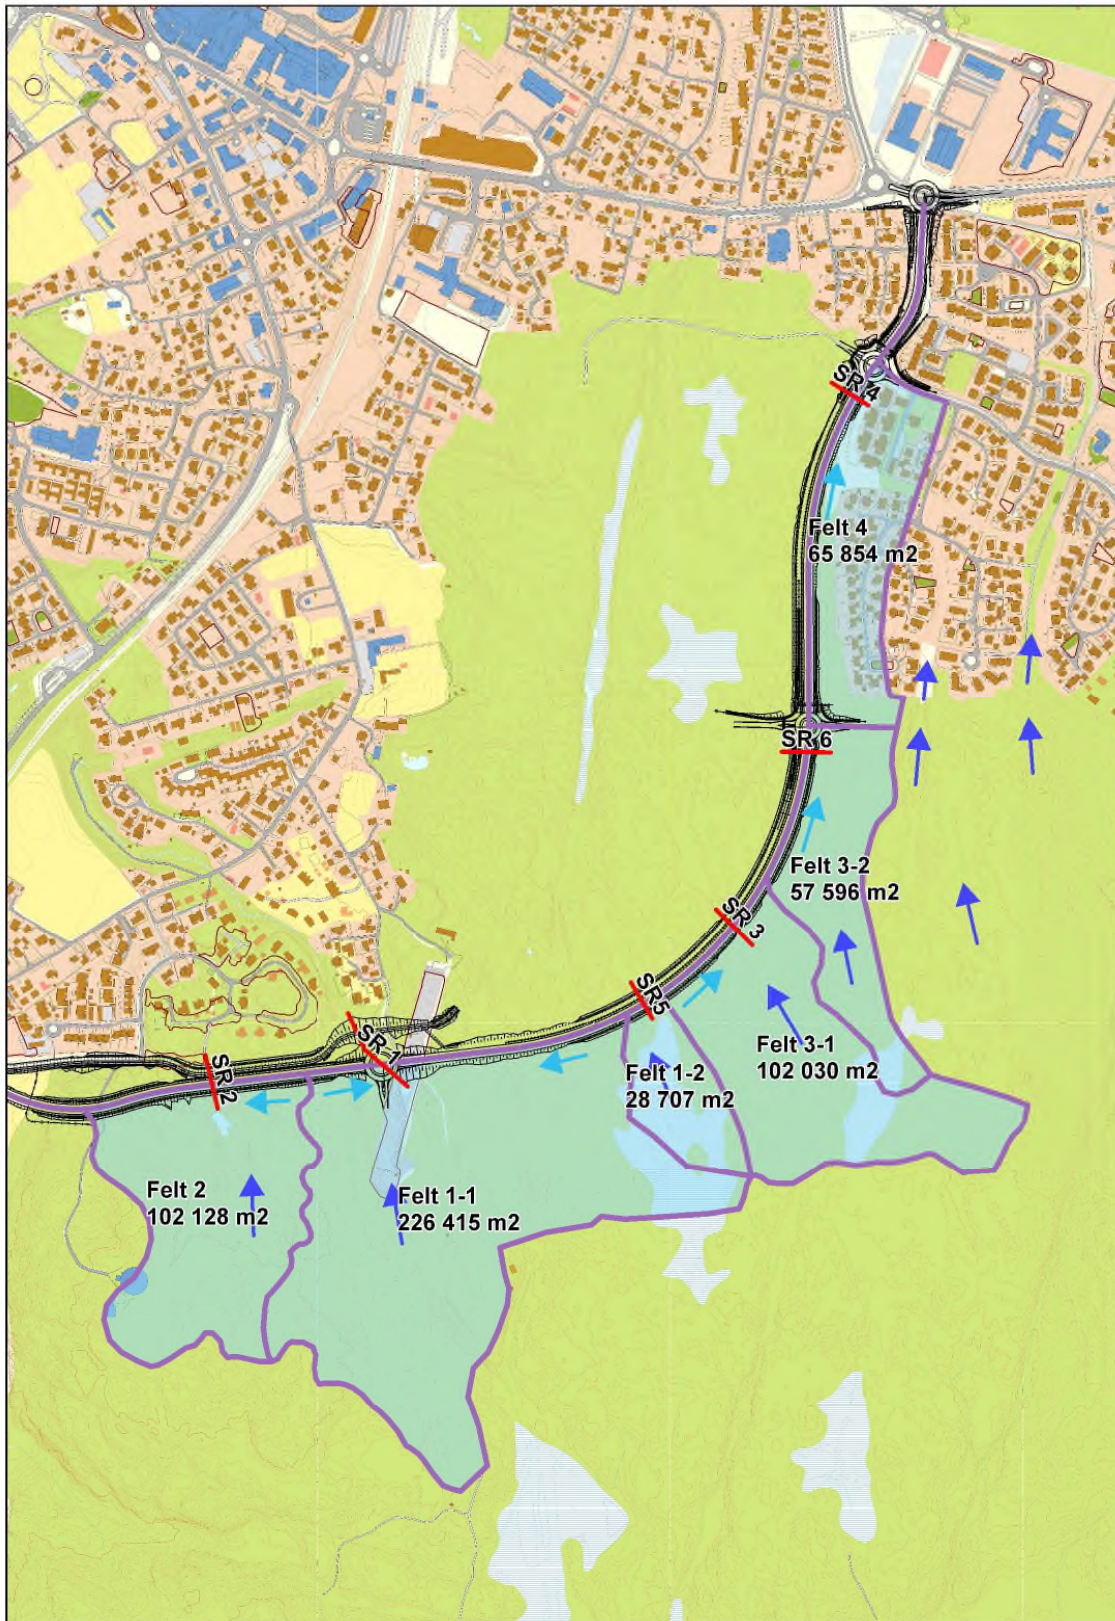 SR 4
Felt 4
65 854 m2
SR 6
Felt 3-2
57 596 m2
SR 3
SR5
SR 1
SR 2
Felt 3-1
102 030 m2
Felt 1-2
28 707 m2
Felt 2
102 128 m2
Felt 1-1
226 415 m2